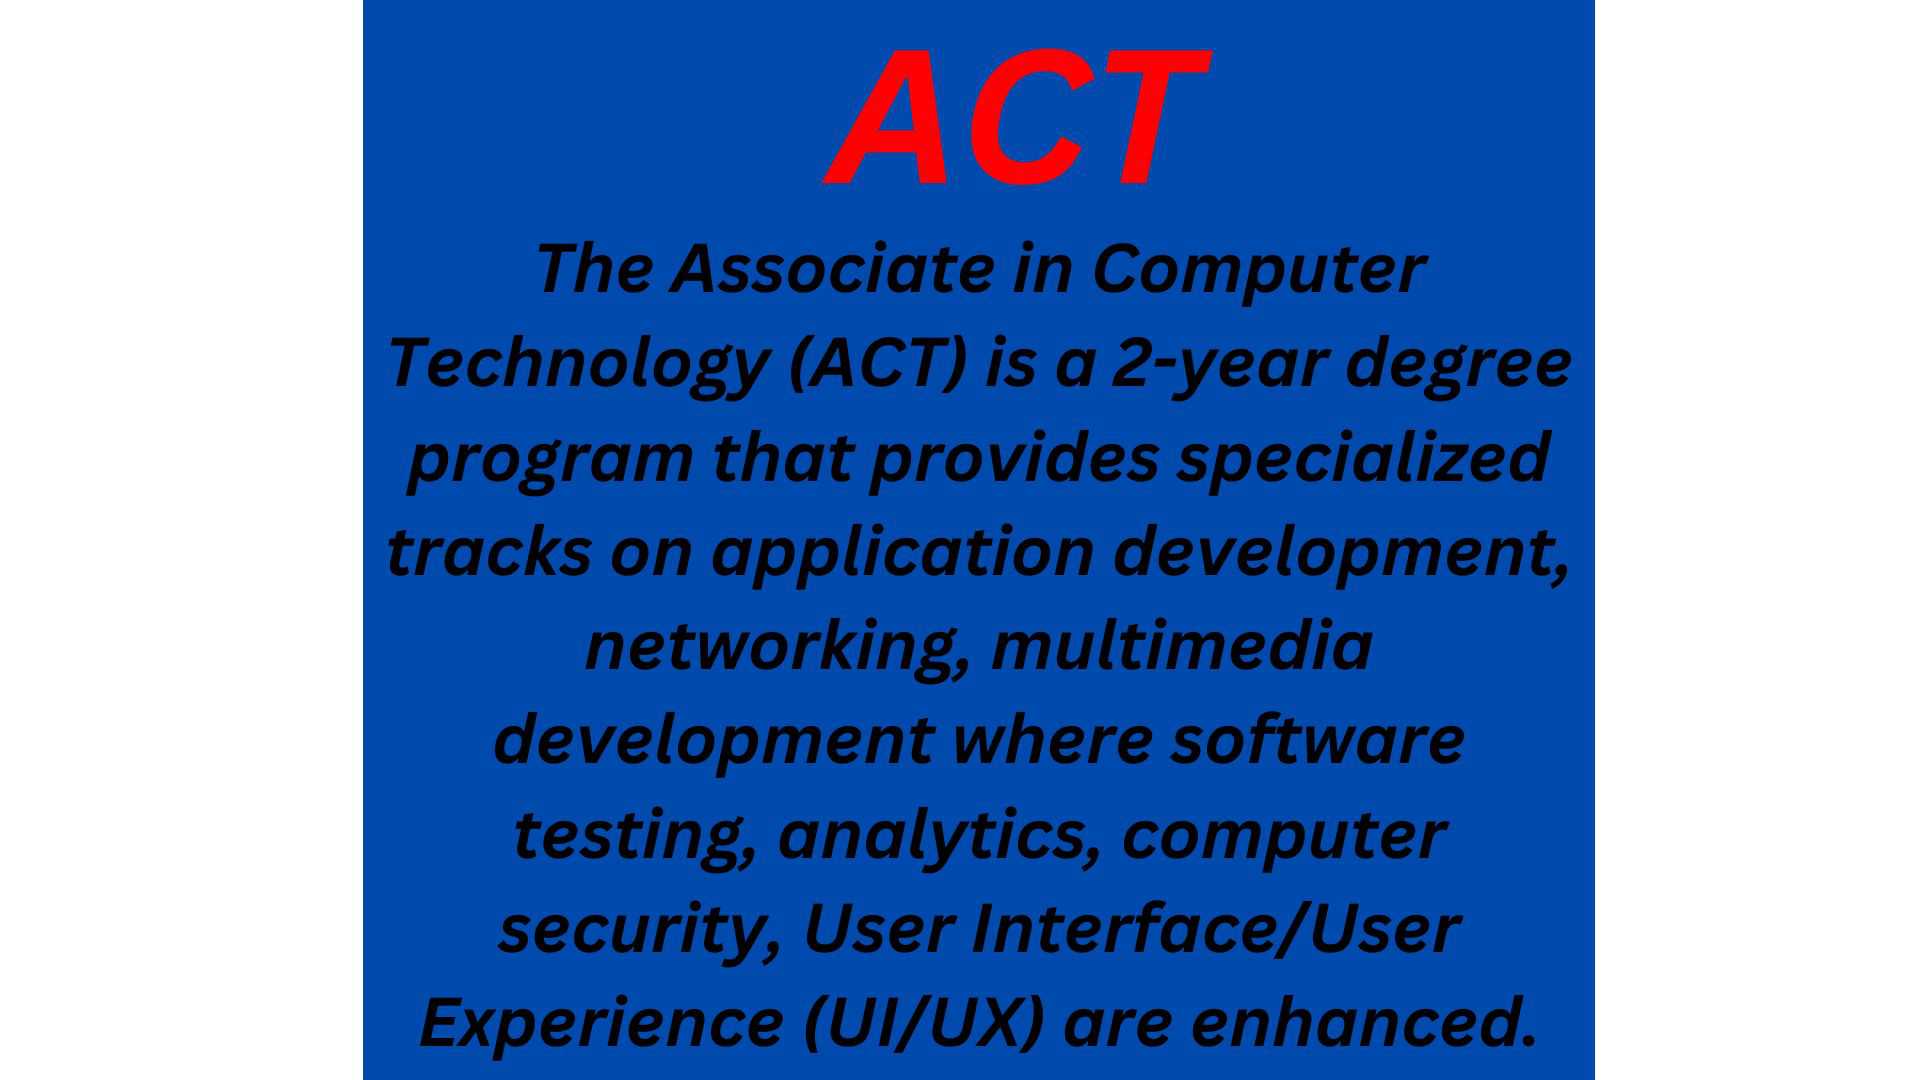 ACT
The Associate in Computer
Technology (ACT) is a 2-year degree
program that provides specialized
tracks on application development,
networking, multimedia
development where software
testing, analytics, computer
security, User Interface/User
Experience (UI/UX) are enhanced.